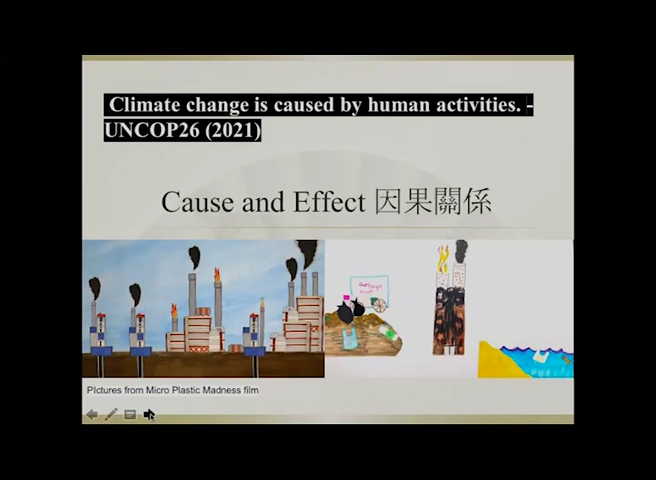 Climate change is caused by human activities. -
UNCOP26 (2021)
Cause and Effect 因果關係
PIctures from Micro Plastic Madness film